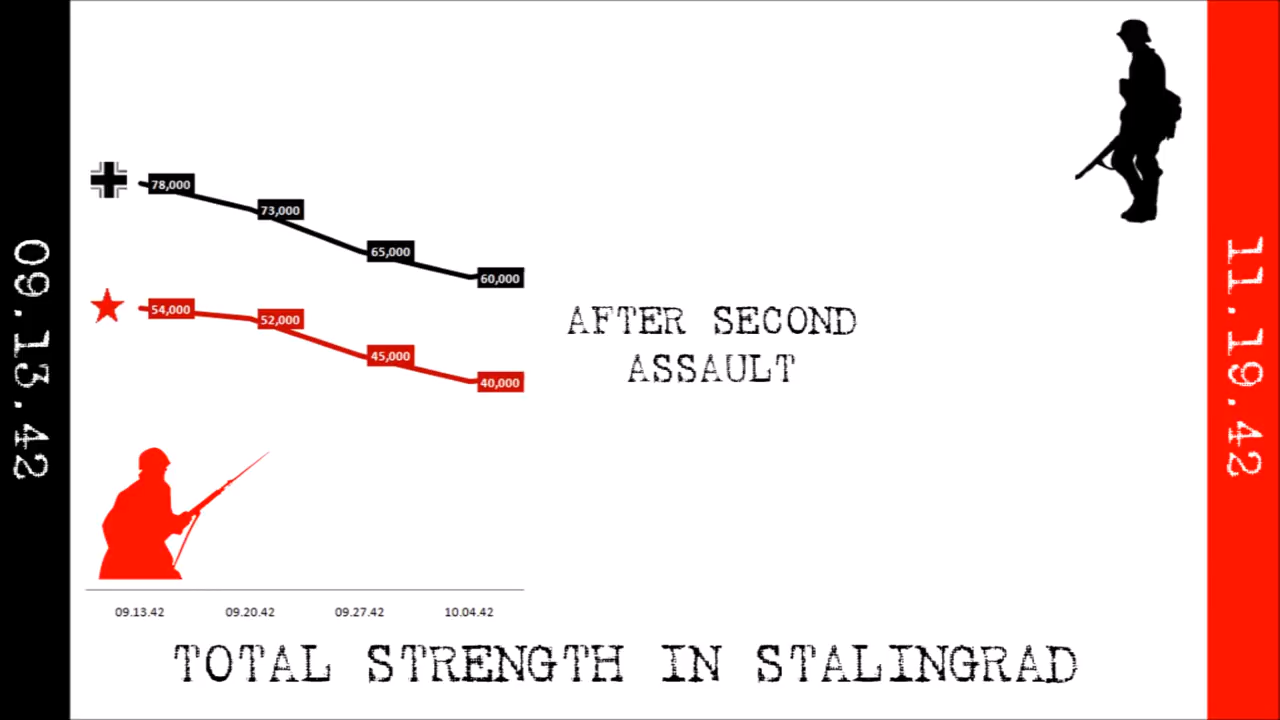 09.13.42
78,000
73,000
65,000
60,000
54,000
52,000
45,000
40,000
AFTER SECOND
ASSAULT
11.19.42
09.13.42 09.20.42 09.27.42 10.04.42
TOTAL STRENGTH IN STALINGRAD